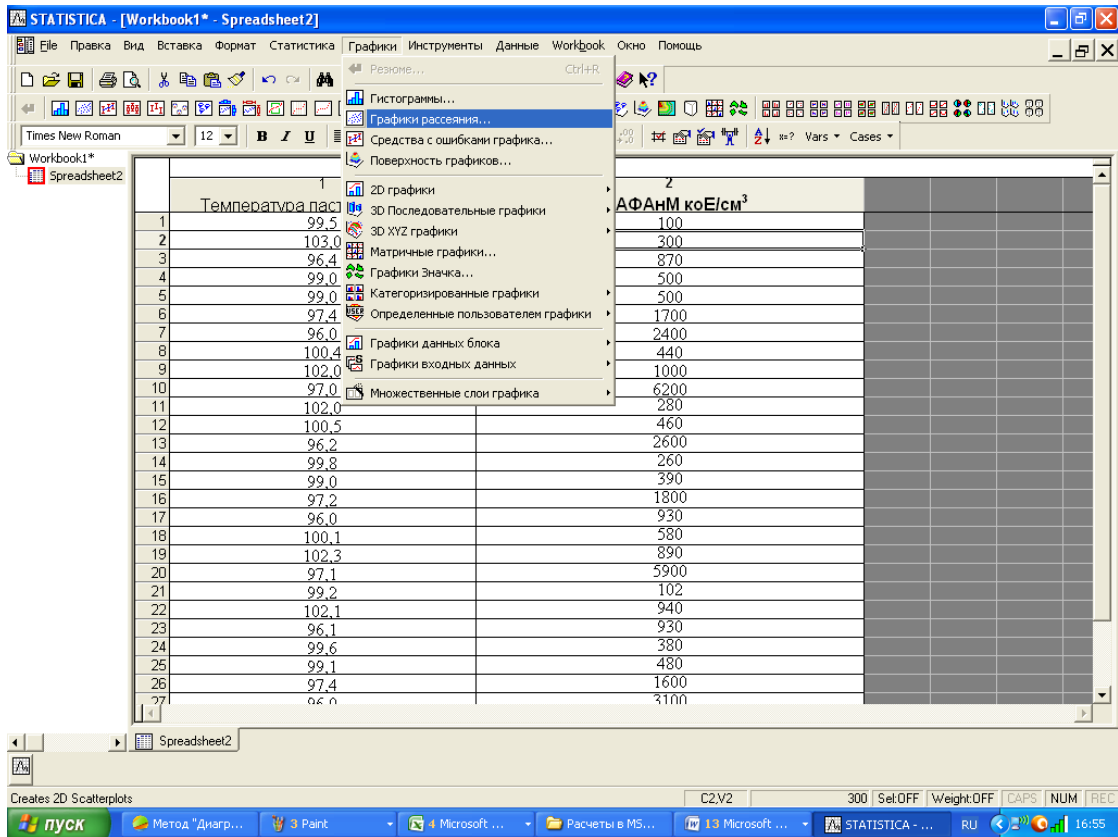 STATISTICA - [Workbook1* - Spreadsheet2]
File Правка Вид Вставка Формат Статистика Графики Инструменты Данные Workbook Окно Помощь
Резюме... Ctrl+R
Гистограммы...
Графики рассеяния...
Средства с ошибками графика...
Поверхность графиков...
2D графики
3D Последовательные графики
3D XYZ графики
Матричные графики...
Графики Значка...
Категоризированные графики
Определенные пользователем графики
Графики данных блока
Графики входных данных
Множественные слои графика
Times New Roman 12 B I U x=? Vars Cases
Workbook1*
Spreadsheet2
1 2
Температура паст АФАнМ коЕ/см³
1 99,5 100
2 103,0 300
3 96,4 870
4 99,0 500
5 99,0 500
6 97,4 1700
7 96,0 2400
8 100,4 440
9 102,0 1000
10 97,0 6200
11 102,0 280
12 100,5 460
13 96,2 2600
14 99,8 260
15 99,0 390
16 97,2 1800
17 96,0 930
18 100,1 580
19 102,3 890
20 97,1 5900
21 99,2 102
22 102,1 940
23 96,1 930
24 99,6 380
25 99,1 480
26 97,4 1600
27 96,0 3100
Spreadsheet2
Creates 2D Scatterplots C2,V2 300 Sel:OFF Weight:OFF CAPS NUM REC
пуск Метод "Диагр... 3 Paint 4 Microsoft ... Расчеты в MS... 13 Microsoft ... STATISTICA - ... RU 16:55